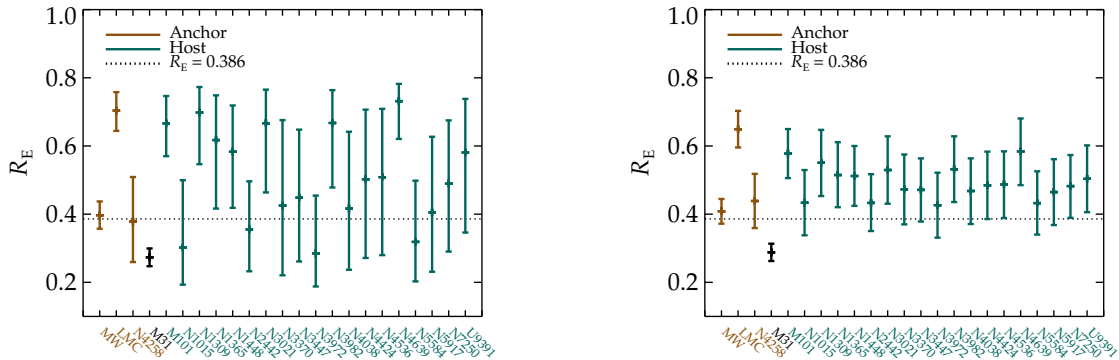 1.0
0.8
0.6
0.4
0.2
R_E
Anchor
Host
R_E = 0.386
MW
LMC
N4258
M31
M101
N1015
N1309
N1365
N1448
N2442
N3021
N3370
N3447
N3972
N3982
N4038
N4424
N4536
N4639
N5584
N5917
N7250
U9391
1.0
0.8
0.6
0.4
0.2
R_E
Anchor
Host
R_E = 0.386
MW
LMC
N4258
M31
M101
N1015
N1309
N1365
N1448
N2442
N3021
N3370
N3447
N3972
N3982
N4038
N4424
N4536
N4639
N5584
N5917
N7250
U9391